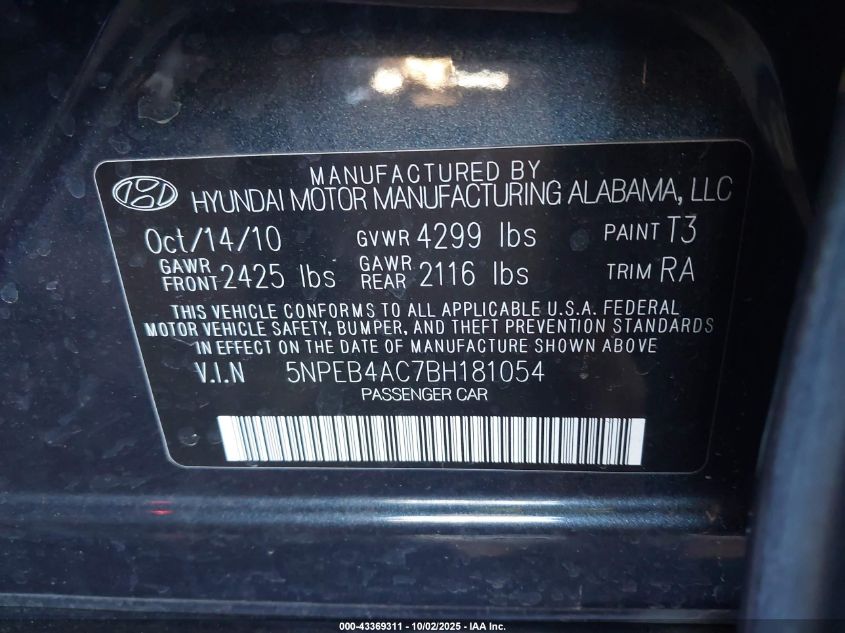 MANUFACTURED BY
HYUNDAI MOTOR MANUFACTURING ALABAMA, LLC
Oct/14/10 GVWR 4299 lbs PAINT T3
GAWR FRONT 2425 lbs GAWR REAR 2116 lbs TRIM RA
THIS VEHICLE CONFORMS TO ALL APPLICABLE U.S.A. FEDERAL
MOTOR VEHICLE SAFETY, BUMPER, AND THEFT PREVENTION STANDARDS
IN EFFECT ON THE DATE OF MANUFACTURE SHOWN ABOVE
V.I.N 5NPEB4AC7BH181054
PASSENGER CAR
000-43369311 - 10/02/2025 - IAA Inc.